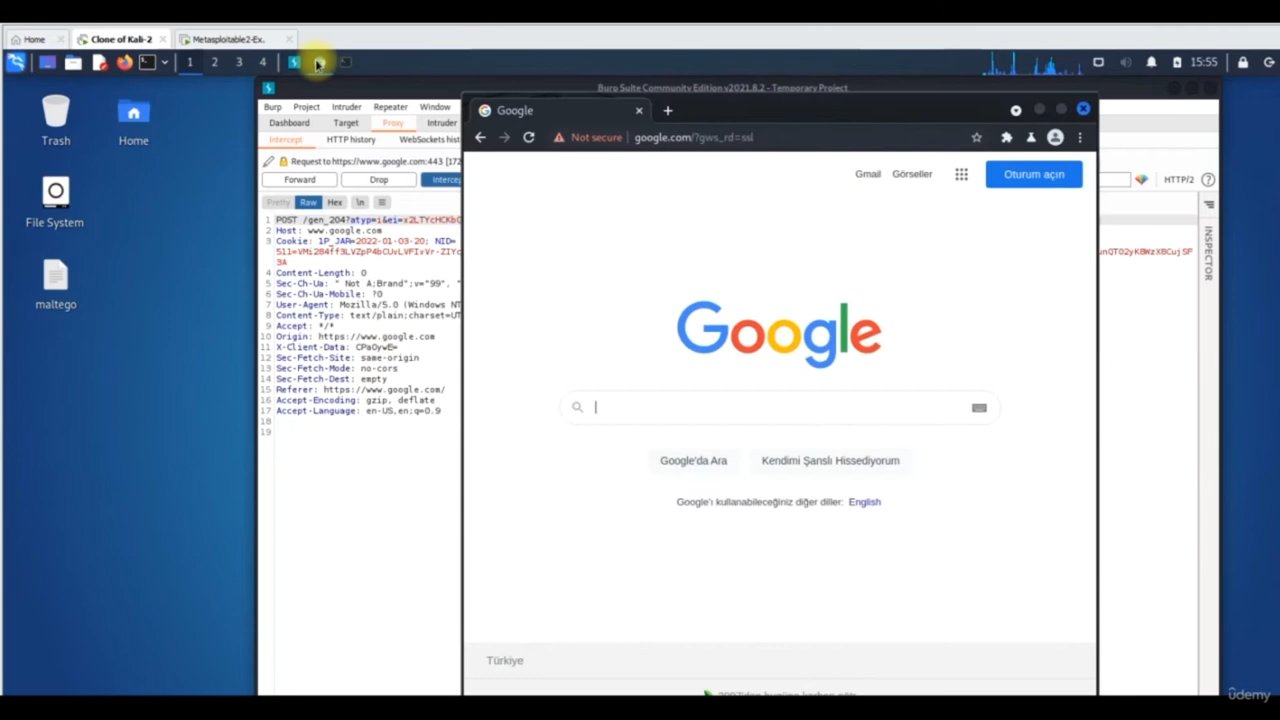 Home
Clone of Kali-2
Metasploitable2-Ex.
1 2 3 4
15:55
Burp Suite Community Edition v2021.8.2 - Temporary Project
Trash
Home
File System
maltego
Burp Project Intruder Repeater Window
Dashboard Target Proxy Intruder
Intercept HTTP history WebSockets hist
Request to https://www.google.com:443 [172
Forward Drop Intercep
HTTP/2
Pretty Raw Hex \n
INSPECTOR
1 POST /gen_204?atyp=i&ei=
2 Host: www.google.com
3 Cookie: 1P_JAR=2022-01-03-20; NID=
3A
4 Content-Length: 0
5 Sec-Ch-Ua: " Not A;Brand";v="99", "
6 Sec-Ch-Ua-Mobile: ?0
7 User-Agent: Mozilla/5.0 (Windows NT
8 Content-Type: text/plain;charset=UT
9 Accept: */*
10 Origin: https://www.google.com
11 X-Client-Data: CPaOywE=
12 Sec-Fetch-Site: same-origin
13 Sec-Fetch-Mode: no-cors
14 Sec-Fetch-Dest: empty
15 Referer: https://www.google.com/
16 Accept-Encoding: gzip, deflate
17 Accept-Language: en-US,en;q=0.9
18
19
Google
Not secure google.com/?gws_rd=ssl
Gmail Görseller Oturum açın
Google
Google'da Ara Kendimi Şanslı Hissediyorum
Google'ı kullanabileceğiniz diğer diller: English
Türkiye
udemy